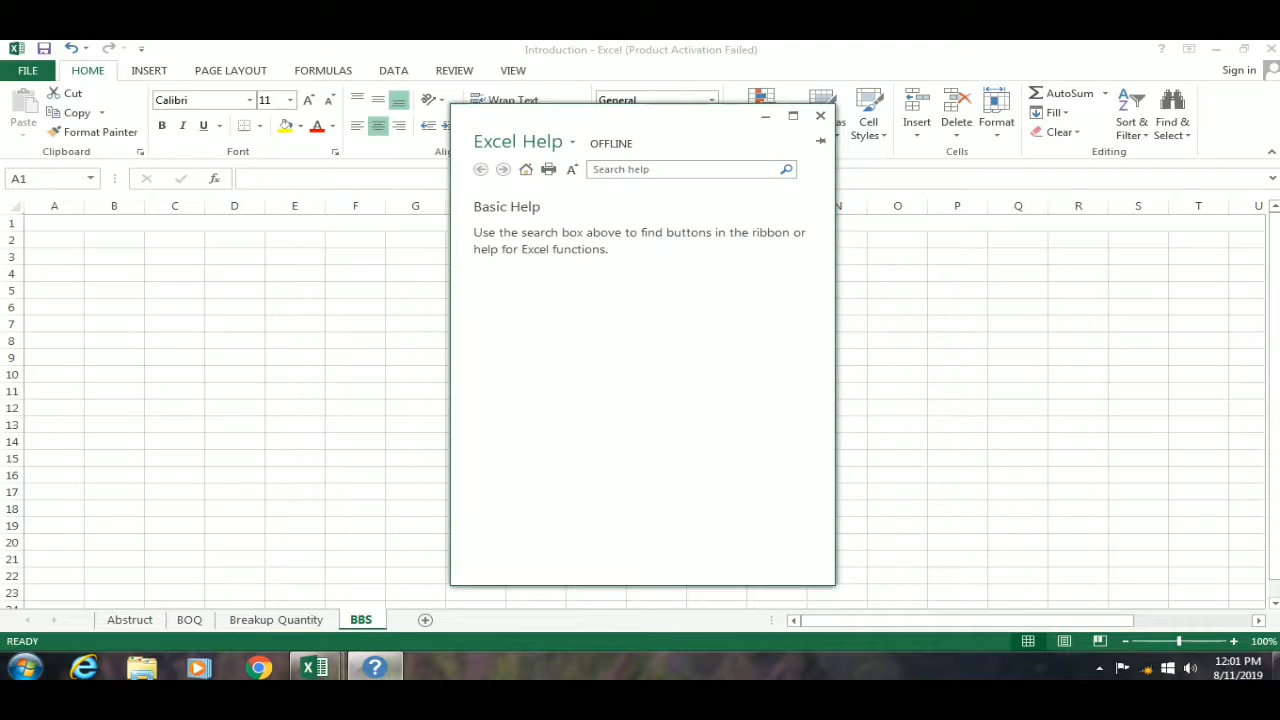 Introduction - Excel (Product Activation Failed)
FILE HOME INSERT PAGE LAYOUT FORMULAS DATA REVIEW VIEW Sign in
Paste
Cut
Copy
Format Painter
Clipboard
Calibri 11
B I U
Font
Wrap Text
General
Cell
Styles
Insert
Delete
Format
Cells
AutoSum
Fill
Clear
Sort &
Filter
Find &
Select
Editing
A1
A B C D E F G N O P Q R S T U
1
2
3
4
5
6
7
8
9
10
11
12
13
14
15
16
17
18
19
20
21
22
23
24
Excel Help OFFLINE
Search help
Basic Help
Use the search box above to find buttons in the ribbon or
help for Excel functions.
Abstruct BOQ Breakup Quantity BBS
READY 100%
12:01 PM
8/11/2019